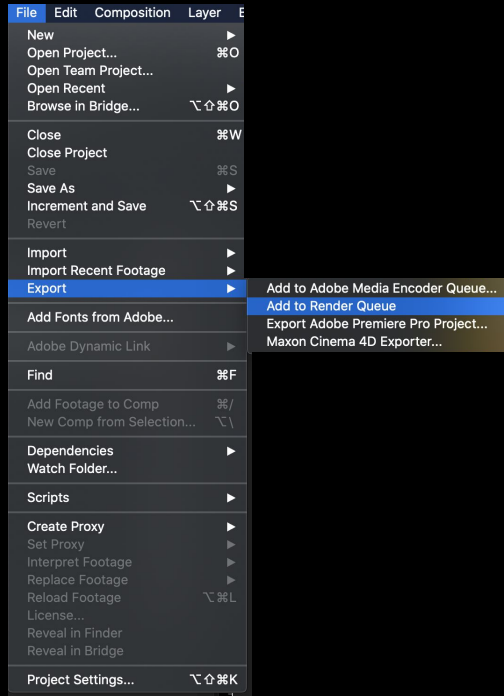 File Edit Composition Layer
New ▶
Open Project... ⌘O
Open Team Project...
Open Recent ▶
Browse in Bridge... ⌥⇧⌘O
Close ⌘W
Close Project
Save ⌘S
Save As ▶
Increment and Save ⌥⇧⌘S
Revert
Import ▶
Import Recent Footage ▶
Export ▶
Add to Adobe Media Encoder Queue...
Add to Render Queue
Export Adobe Premiere Pro Project...
Maxon Cinema 4D Exporter...
Add Fonts from Adobe...
Adobe Dynamic Link ▶
Find ⌘F
Add Footage to Comp ⌘/
New Comp from Selection... ⌥\
Dependencies ▶
Watch Folder...
Scripts ▶
Create Proxy ▶
Set Proxy ▶
Interpret Footage ▶
Replace Footage ▶
Reload Footage ⌥⌘L
License...
Reveal in Finder
Reveal in Bridge
Project Settings... ⌥⇧⌘K